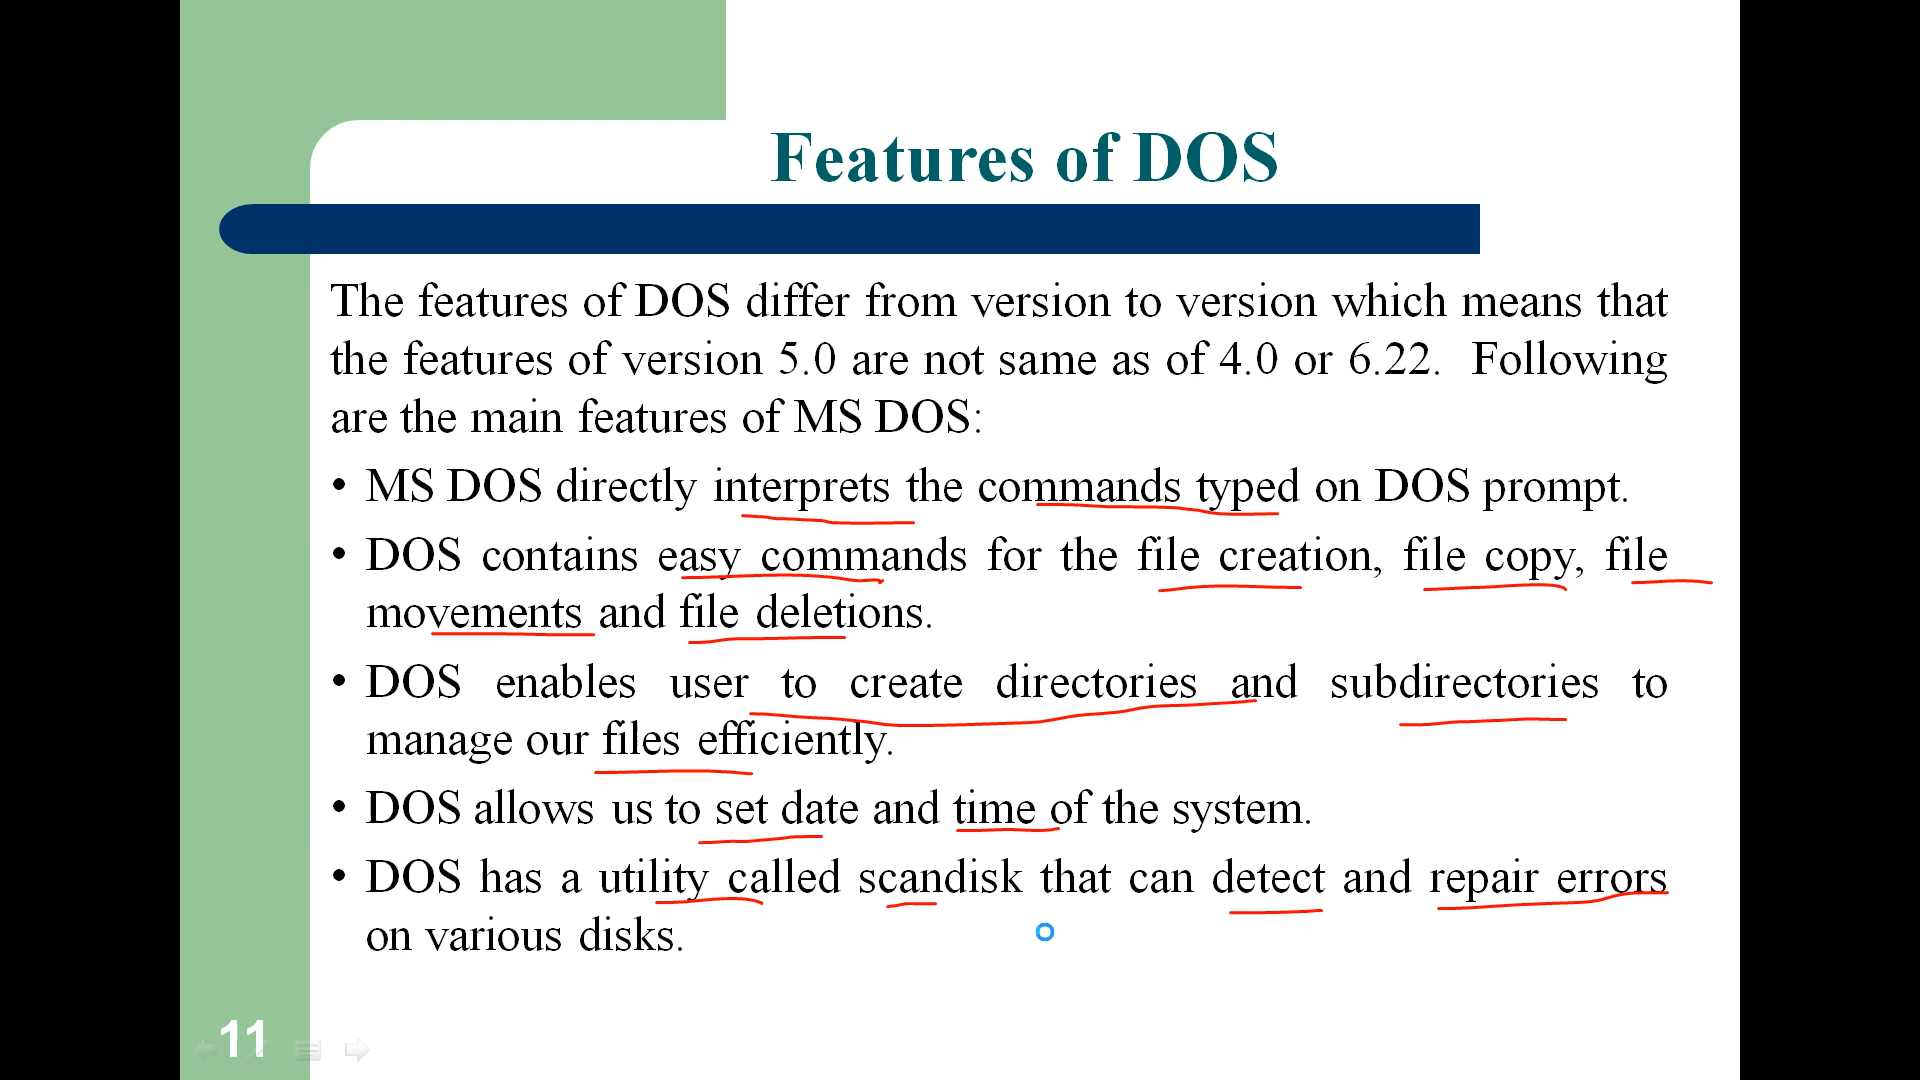 Features of DOS
The features of DOS differ from version to version which means that
the features of version 5.0 are not same as of 4.0 or 6.22. Following
are the main features of MS DOS:
• MS DOS directly interprets the commands typed on DOS prompt.
• DOS contains easy commands for the file creation, file copy, file
movements and file deletions.
• DOS enables user to create directories and subdirectories to
manage our files efficiently.
• DOS allows us to set date and time of the system.
• DOS has a utility called scandisk that can detect and repair errors
on various disks.
11